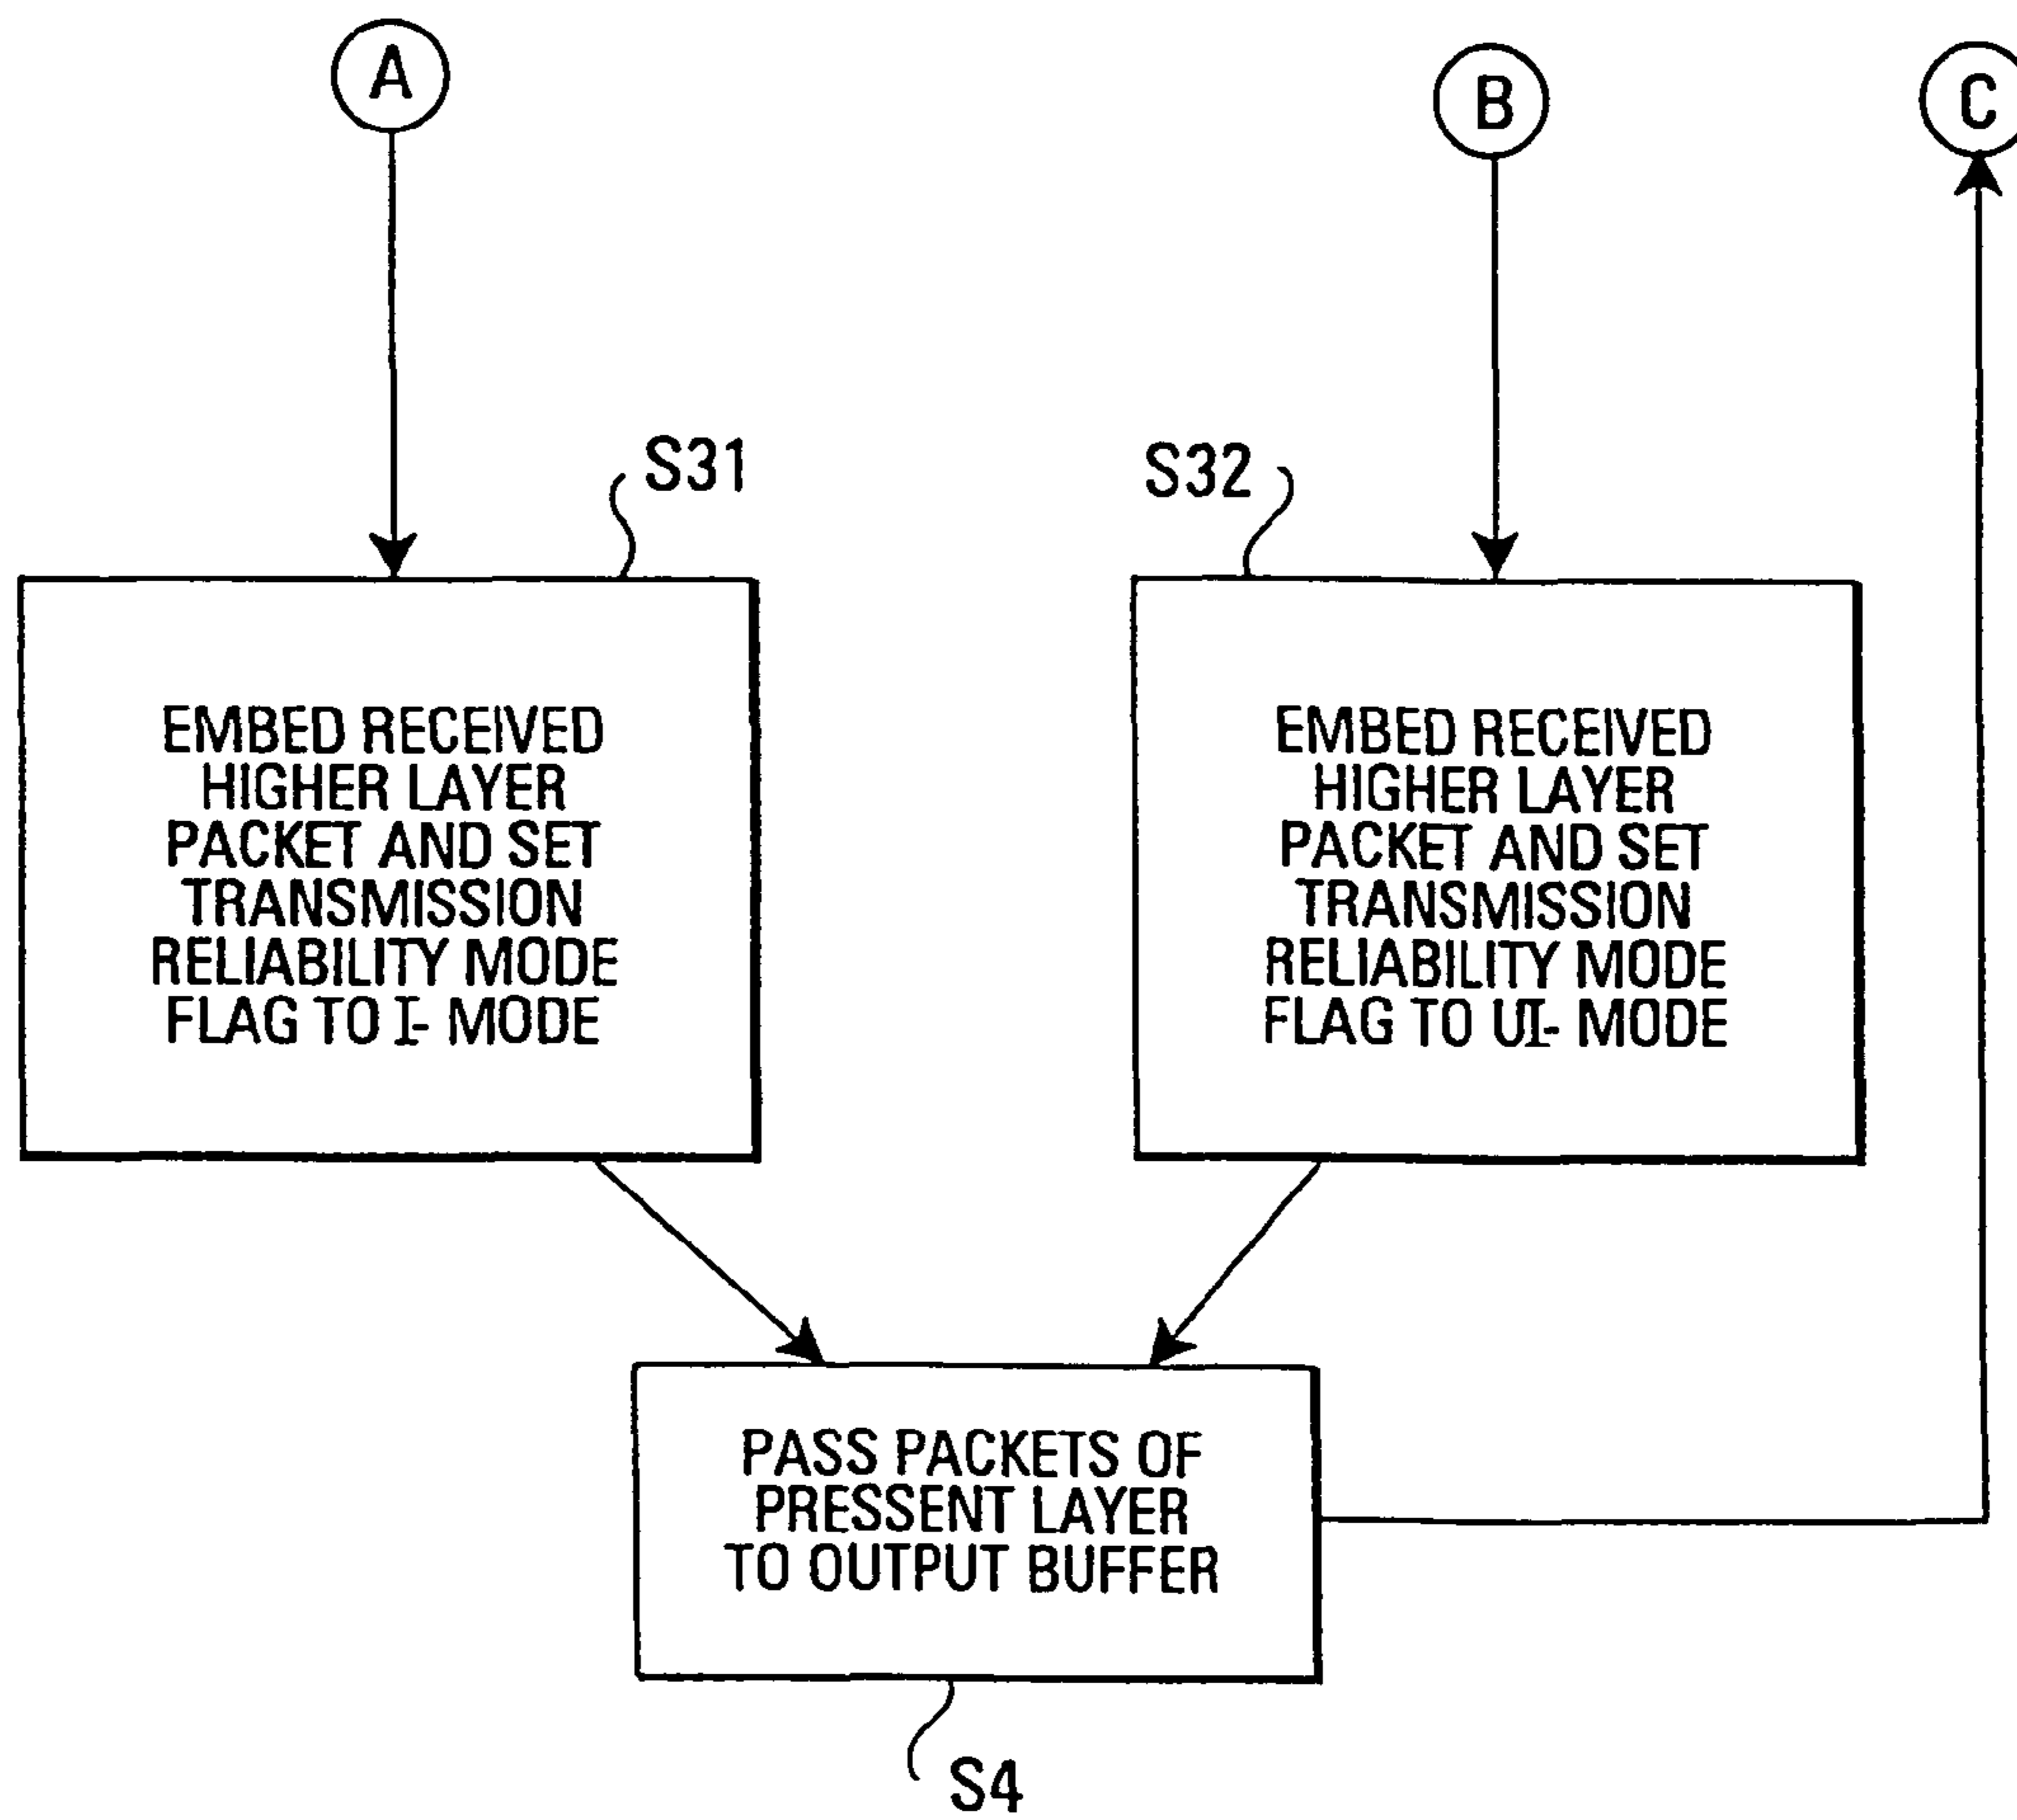 A
B
C
S31
S32
EMBED RECEIVED
HIGHER LAYER
PACKET AND SET
TRANSMISSION
RELIABILITY MODE
FLAG TO I- MODE
EMBED RECEIVED
HIGHER LAYER
PACKET AND SET
TRANSMISSION
RELIABILITY MODE
FLAG TO UI- MODE
PASS PACKETS OF
PRESSENT LAYER
TO OUTPUT BUFFER
S4